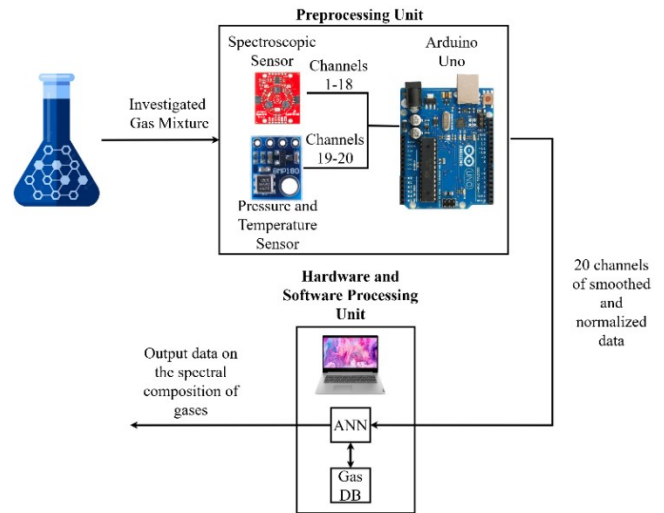 Preprocessing Unit
Spectroscopic
Sensor
Channels
1-18
Arduino
Uno
Investigated
Gas Mixture
Channels
19-20
BMP180
Pressure and
Temperature
Sensor
UNO
20 channels
of smoothed
and
normalized
data
Hardware and
Software Processing
Unit
Output data on
the spectral
composition of
gases
ANN
Gas
DB